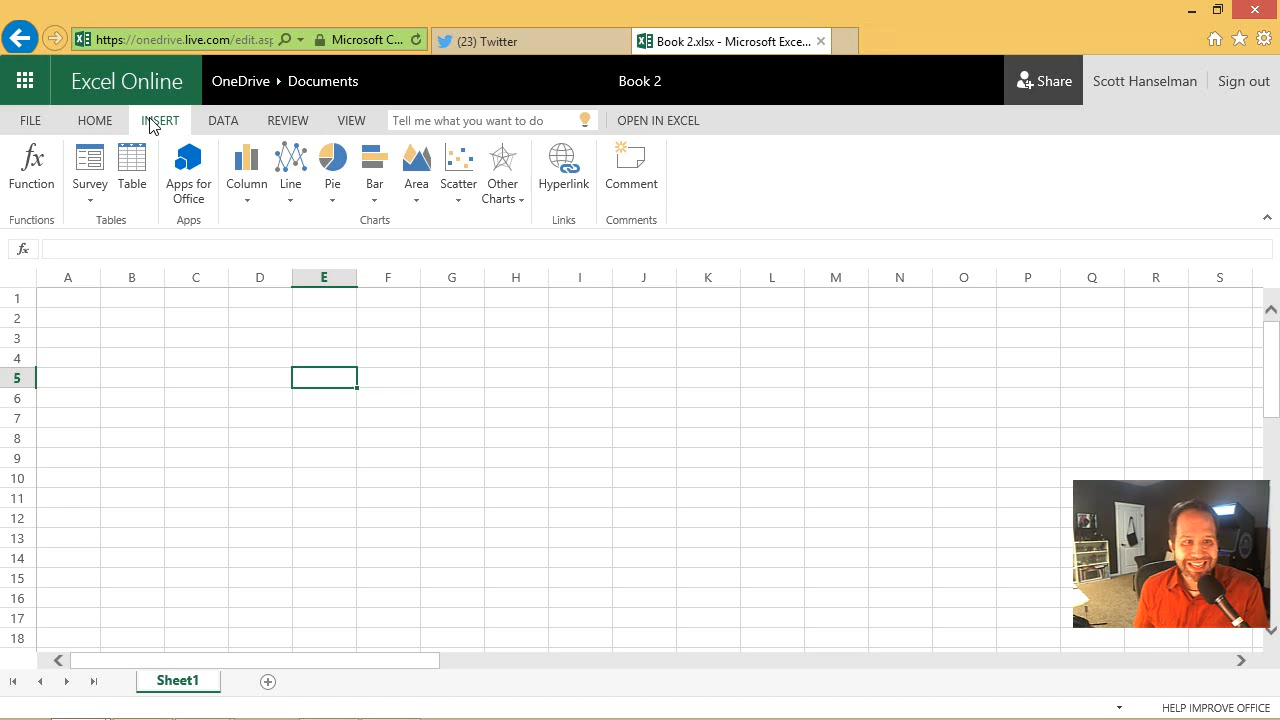 https://onedrive.live.com/edit.asp Microsoft C... (23) Twitter Book 2.xlsx - Microsoft Exce...
Excel Online OneDrive Documents Book 2 Share Scott Hanselman Sign out
FILE HOME INSERT DATA REVIEW VIEW Tell me what you want to do OPEN IN EXCEL
fx
Function Survey Table Apps for Office Column Line Pie Bar Area Scatter Other Charts Hyperlink Comment
Functions Tables Apps Charts Links Comments
fx
A B C D E F G H I J K L M N O P Q R S
1
2
3
4
5
6
7
8
9
10
11
12
13
14
15
16
17
18
Sheet1
HELP IMPROVE OFFICE